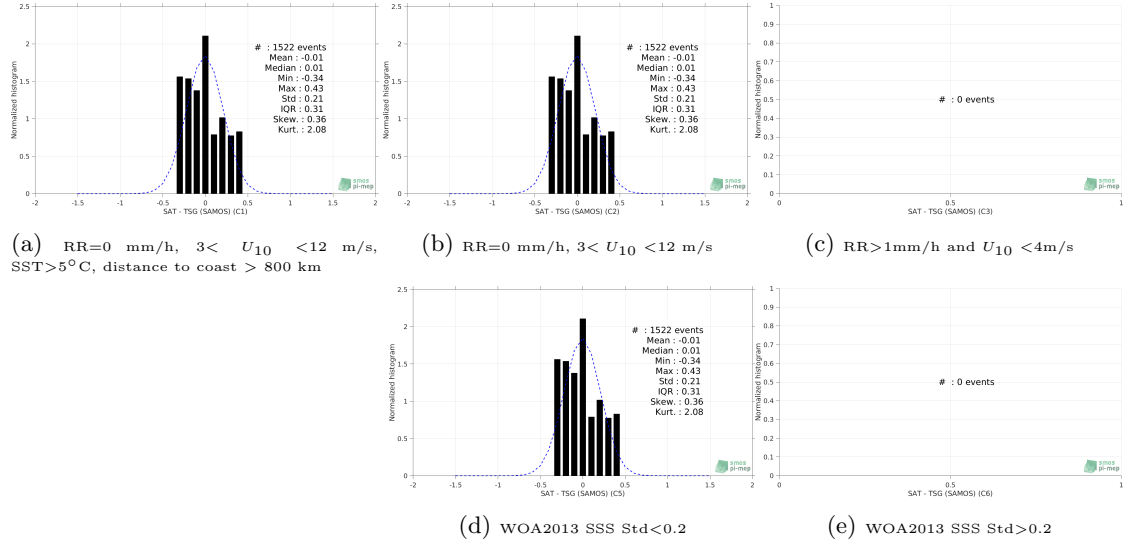 2.5
2
1.5
1
0.5
0
Normalized histogram
# : 1522 events
Mean : -0.01
Median : 0.01
Min : -0.34
Max : 0.43
Std : 0.21
IQR : 0.31
Skew. : 0.36
Kurt. : 2.08
smos
pi-mep
-2 -1.5 -1 -0.5 0 0.5 1 1.5 2
SAT - TSG (SAMOS) (C1)
(a) RR=0 mm/h, 3< U10 <12 m/s,
SST>5°C, distance to coast > 800 km
2.5
2
1.5
1
0.5
0
Normalized histogram
# : 1522 events
Mean : -0.01
Median : 0.01
Min : -0.34
Max : 0.43
Std : 0.21
IQR : 0.31
Skew. : 0.36
Kurt. : 2.08
smos
pi-mep
-2 -1.5 -1 -0.5 0 0.5 1 1.5 2
SAT - TSG (SAMOS) (C2)
(b) RR=0 mm/h, 3< U10 <12 m/s
1
0.9
0.8
0.7
0.6
0.5
0.4
0.3
0.2
0.1
0
Normalized histogram
# : 0 events
smos
pi-mep
0 0.5 1
SAT - TSG (SAMOS) (C3)
(c) RR>1mm/h and U10 <4m/s
2.5
2
1.5
1
0.5
0
Normalized histogram
# : 1522 events
Mean : -0.01
Median : 0.01
Min : -0.34
Max : 0.43
Std : 0.21
IQR : 0.31
Skew. : 0.36
Kurt. : 2.08
smos
pi-mep
-2 -1.5 -1 -0.5 0 0.5 1 1.5 2
SAT - TSG (SAMOS) (C5)
(d) WOA2013 SSS Std<0.2
1
0.9
0.8
0.7
0.6
0.5
0.4
0.3
0.2
0.1
0
Normalized histogram
# : 0 events
smos
pi-mep
0 0.5 1
SAT - TSG (SAMOS) (C6)
(e) WOA2013 SSS Std>0.2